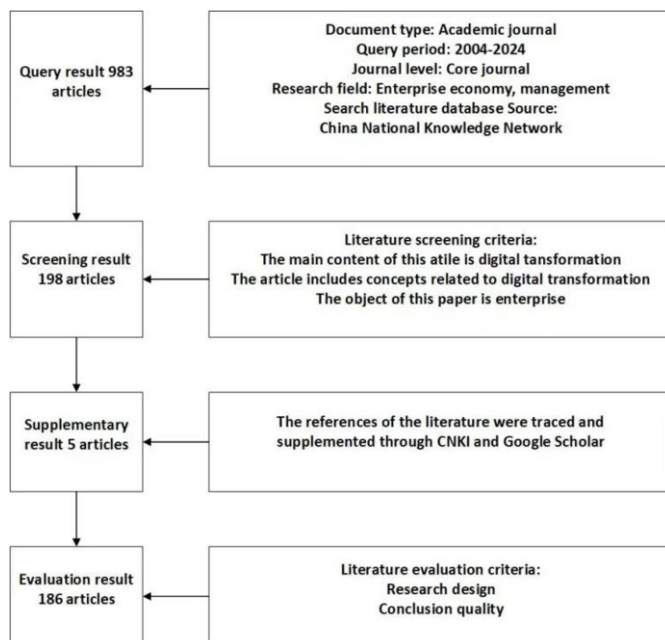 Query result 983
articles
Document type: Academic journal
Query period: 2004-2024
Journal level: Core journal
Research field: Enterprise economy, management
Search literature database Source:
China National Knowledge Network
Screening result
198 articles
Literature screening criteria:
The main content of this atile is digital tansformation
The article includes concepts related to digital transformation
The object of this paper is enterprise
Supplementary
result 5 articles
The references of the literature were traced and
supplemented through CNKI and Google Scholar
Evaluation result
186 articles
Literature evaluation criteria:
Research design
Conclusion quality